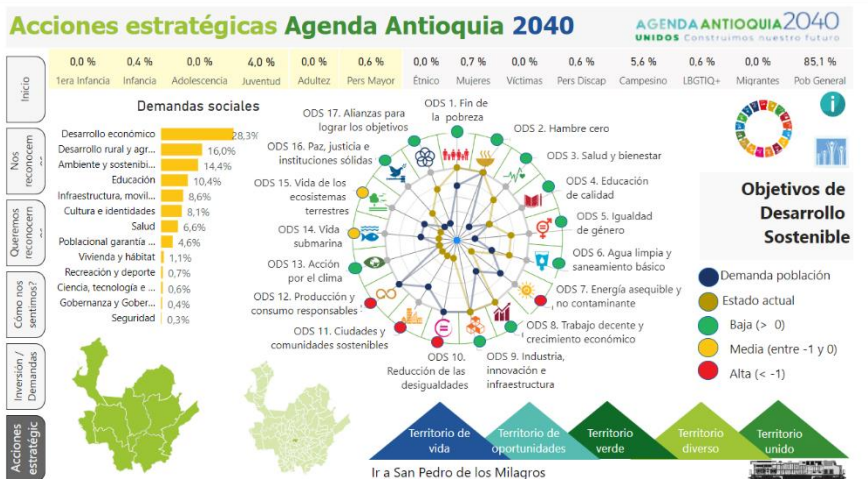 Acciones estratégicas Agenda Antioquia 2040
AGENDA ANTIOQUIA 2040
UNIDOS Construimos nuestro futuro
0,0 % 0,4 % 0,0 % 4,0 % 0,0 % 0,6 % 0,0 % 0,7 % 0,0 % 0,6 % 5,6 % 0,6 % 0,0 % 85,1 %
1era Infancia Infancia Adolescencia Juventud Adultez Pers Mayor Étnico Mujeres Víctimas Pers Discap Campesino LBGTIQ+ Migrantes Pob General
Inicio
Nos
reconocem
Queremos
reconocern
Cómo nos
sentimos?
Inversión /
Demandas
Acciones
estratégic
Demandas sociales
Desarrollo económico 28,3%
Desarrollo rural y agr... 16,0%
Ambiente y sostenibi... 14,4%
Educación 10,4%
Infraestructura, movil... 8,6%
Cultura e identidades 8,1%
Salud 6,6%
Poblacional garantía ... 4,6%
Vivienda y hábitat 1,1%
Recreación y deporte 0,7%
Ciencia, tecnología e ... 0,6%
Gobernanza y Gober... 0,4%
Seguridad 0,3%
ODS 1. Fin de
la pobreza
ODS 2. Hambre cero
ODS 3. Salud y bienestar
ODS 4. Educación
de calidad
ODS 5. Igualdad
de género
ODS 6. Agua limpia y
saneamiento básico
ODS 7. Energía asequible y
no contaminante
ODS 8. Trabajo decente y
crecimiento económico
ODS 9. Industria,
innovación e
infraestructura
ODS 10.
Reducción de las
desigualdades
ODS 11. Ciudades y
comunidades sostenibles
ODS 12. Producción y
consumo responsables
ODS 13. Acción
por el clima
ODS 14. Vida
submarina
ODS 15. Vida de los
ecosistemas
terrestres
ODS 16. Paz, justicia e
instituciones sólidas
ODS 17. Alianzas para
lograr los objetivos
i
Objetivos de
Desarrollo
Sostenible
Demanda población
Estado actual
Baja (> 0)
Media (entre -1 y 0)
Alta (< -1)
Territorio de
vida
Territorio de
oportunidades
Territorio
verde
Territorio
diverso
Territorio
unido
Ir a San Pedro de los Milagros